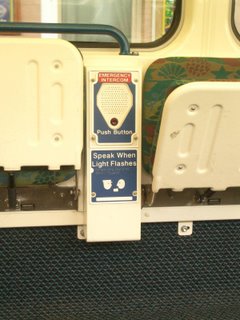 EMERGENCY
INTERCOM
Push Button
Speak When
Light Flashes